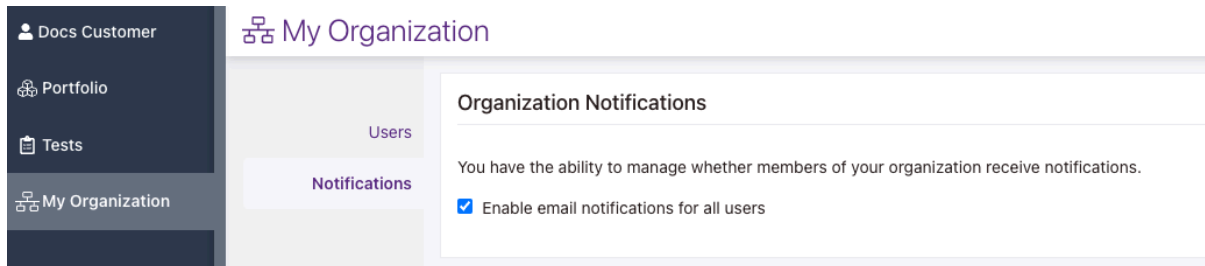 Docs Customer
Portfolio
Tests
My Organization
My Organization
Users
Notifications
Organization Notifications
You have the ability to manage whether members of your organization receive notifications.
Enable email notifications for all users